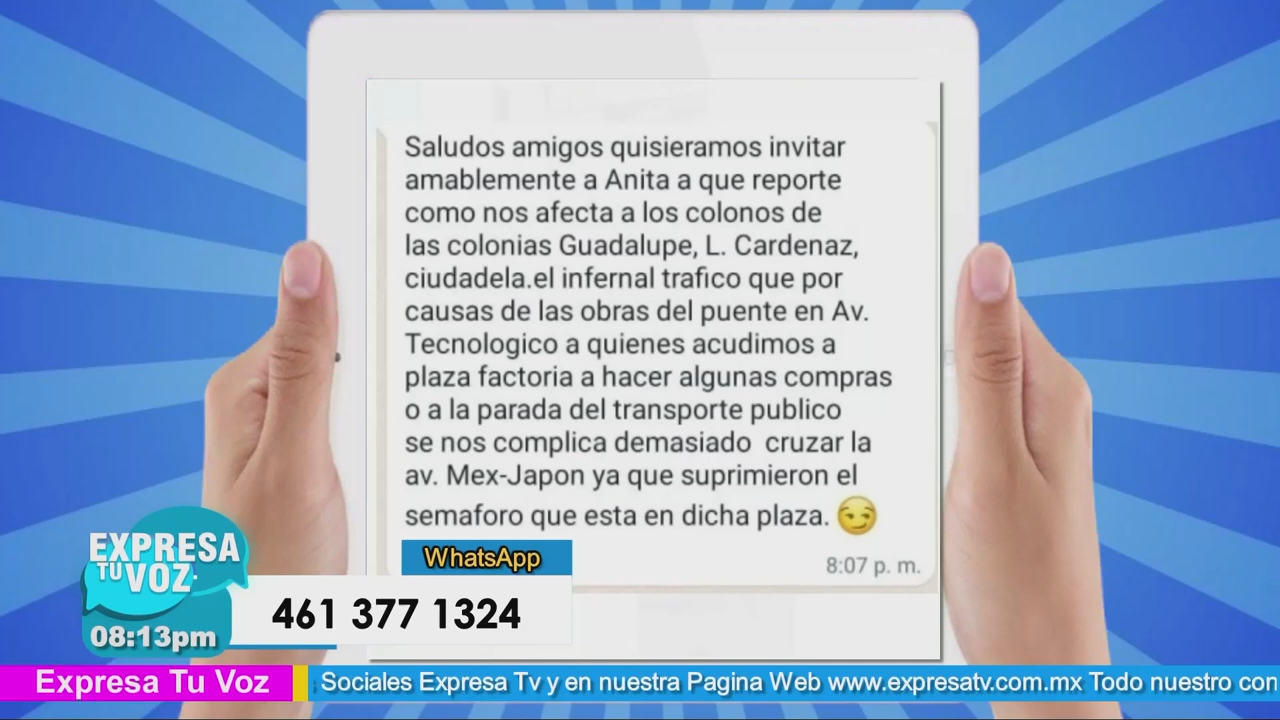 Saludos amigos quisieramos invitar
amablemente a Anita a que reporte
como nos afecta a los colonos de
las colonias Guadalupe, L. Cardenaz,
ciudadela.el infernal trafico que por
causas de las obras del puente en Av.
Tecnologico a quienes acudimos a
plaza factoria a hacer algunas compras
o a la parada del transporte publico
se nos complica demasiado  cruzar la
av. Mex-Japon ya que suprimieron el
semaforo que esta en dicha plaza. 😏
8:07 p. m.
WhatsApp
461 377 1324
EXPRESA
TU VOZ
08:13pm
Expresa Tu Voz
: Sociales Expresa Tv y en nuestra Pagina Web www.expresatv.com.mx Todo nuestro con